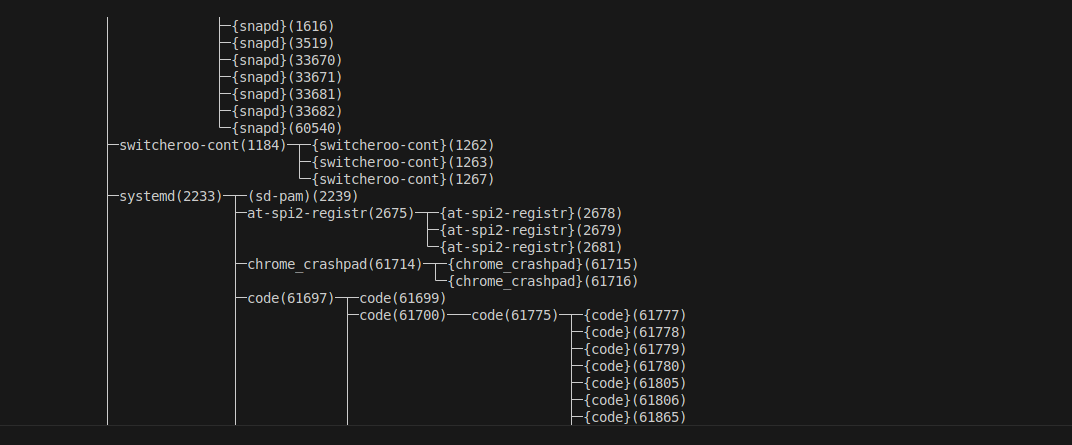 {snapd}(1616)
{snapd}(3519)
{snapd}(33670)
{snapd}(33671)
{snapd}(33681)
{snapd}(33682)
{snapd}(60540)
switcheroo-cont(1184) {switcheroo-cont}(1262)
{switcheroo-cont}(1263)
{switcheroo-cont}(1267)
systemd(2233) (sd-pam)(2239)
at-spi2-registr(2675) {at-spi2-registr}(2678)
{at-spi2-registr}(2679)
{at-spi2-registr}(2681)
chrome_crashpad(61714) {chrome_crashpad}(61715)
{chrome_crashpad}(61716)
code(61697) code(61699)
code(61700) code(61775) {code}(61777)
{code}(61778)
{code}(61779)
{code}(61780)
{code}(61805)
{code}(61806)
{code}(61865)